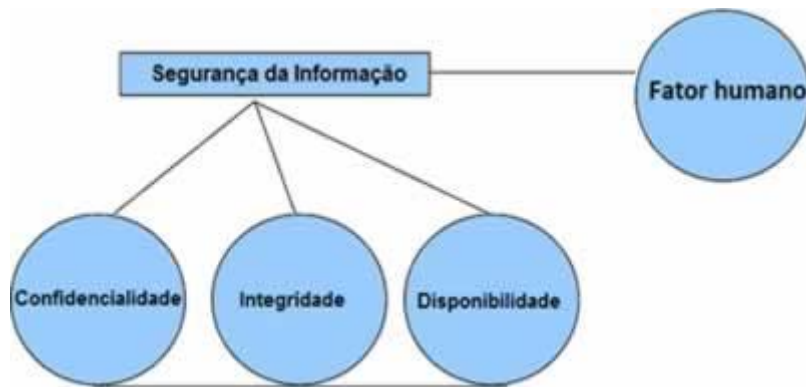 Segurança da Informação
Fator humano
Confidencialidade
Integridade
Disponibilidade